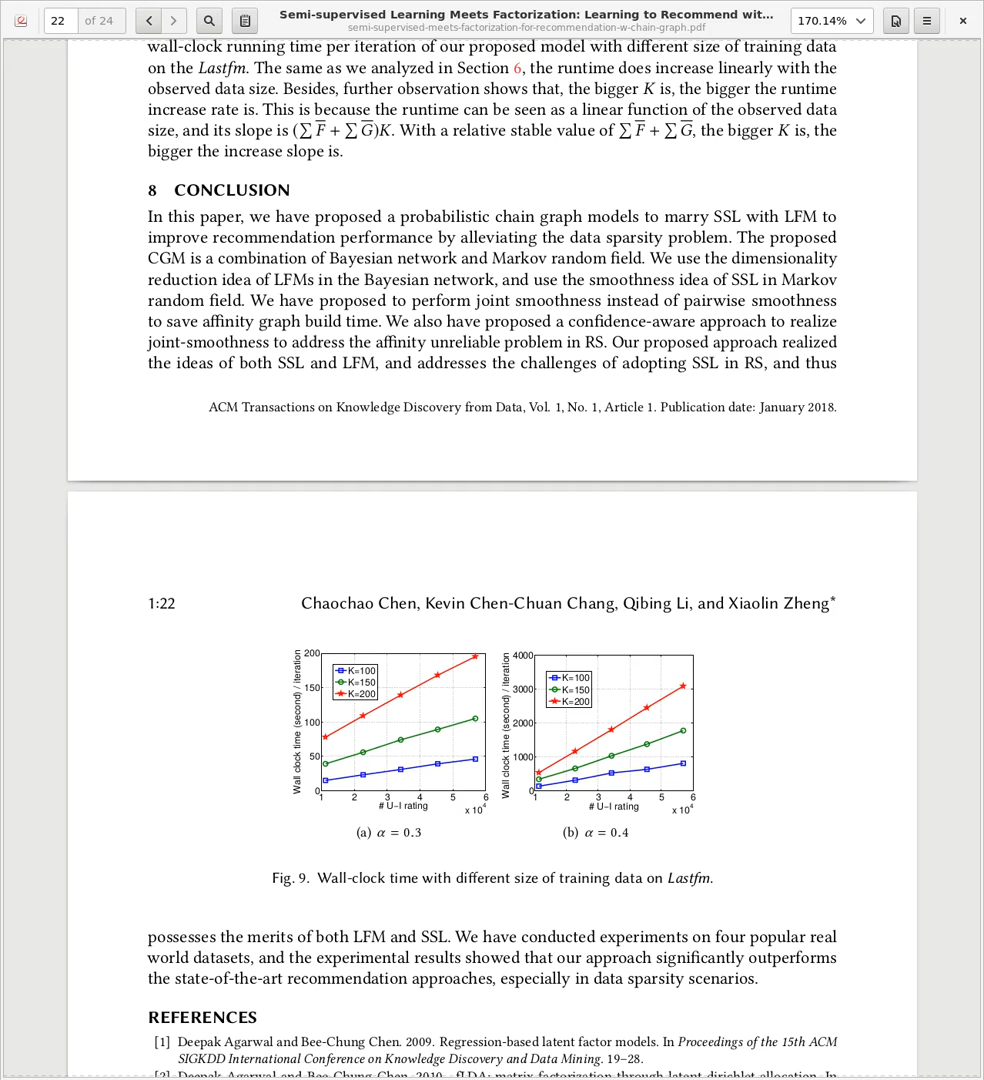 22 of 24
Semi-supervised Learning Meets Factorization: Learning to Recommend wit...
semi-supervised-meets-factorization-for-recommendation-w-chain-graph.pdf
170.14%
wall-clock running time per iteration of our proposed model with different size of training data
on the Lastfm. The same as we analyzed in Section 6, the runtime does increase linearly with the
observed data size. Besides, further observation shows that, the bigger K is, the bigger the runtime
increase rate is. This is because the runtime can be seen as a linear function of the observed data
size, and its slope is (∑ F̅ + ∑ G̅)K. With a relative stable value of ∑ F̅ + ∑ G̅, the bigger K is, the
bigger the increase slope is.
8 CONCLUSION
In this paper, we have proposed a probabilistic chain graph models to marry SSL with LFM to
improve recommendation performance by alleviating the data sparsity problem. The proposed
CGM is a combination of Bayesian network and Markov random field. We use the dimensionality
reduction idea of LFMs in the Bayesian network, and use the smoothness idea of SSL in Markov
random field. We have proposed to perform joint smoothness instead of pairwise smoothness
to save affinity graph build time. We also have proposed a confidence-aware approach to realize
joint-smoothness to address the affinity unreliable problem in RS. Our proposed approach realized
the ideas of both SSL and LFM, and addresses the challenges of adopting SSL in RS, and thus
ACM Transactions on Knowledge Discovery from Data, Vol. 1, No. 1, Article 1. Publication date: January 2018.
1:22 Chaochao Chen, Kevin Chen-Chuan Chang, Qibing Li, and Xiaolin Zheng*
Wall clock time (second) / iteration
200
150
100
50
0
K=100
K=150
K=200
1 2 3 4 5 6
# U−I rating
x 10⁴
(a) α = 0.3
Wall clock time (second) / iteration
4000
3000
2000
1000
0
K=100
K=150
K=200
1 2 3 4 5 6
# U−I rating
x 10⁴
(b) α = 0.4
Fig. 9. Wall-clock time with different size of training data on Lastfm.
possesses the merits of both LFM and SSL. We have conducted experiments on four popular real
world datasets, and the experimental results showed that our approach significantly outperforms
the state-of-the-art recommendation approaches, especially in data sparsity scenarios.
REFERENCES
[1] Deepak Agarwal and Bee-Chung Chen. 2009. Regression-based latent factor models. In Proceedings of the 15th ACM
SIGKDD International Conference on Knowledge Discovery and Data Mining. 19–28.
[2] Deepak Agarwal and Bee-Chung Chen. 2010. fLDA: matrix factorization through latent dirichlet allocation. In